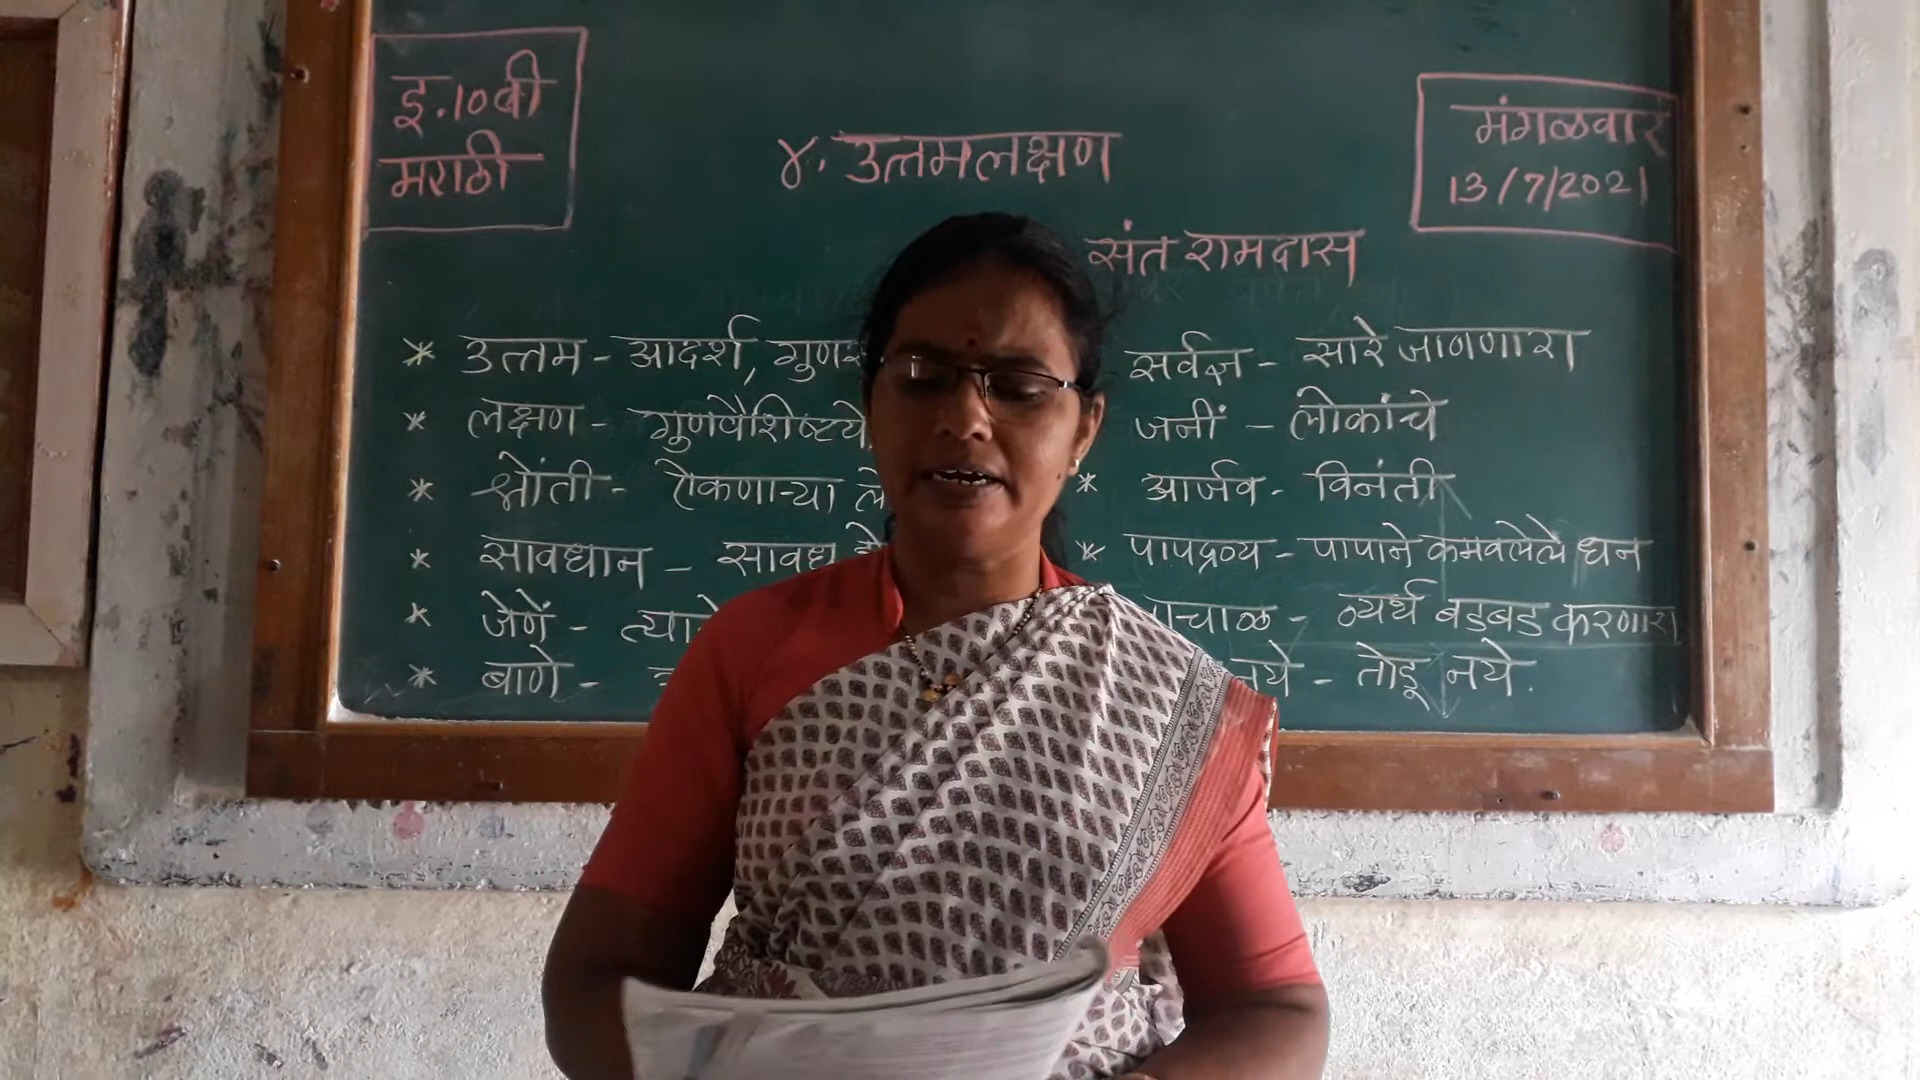 इ.10वी
मराठी
४. उत्तमलक्षण
मंगळवार
13/7/2021
संत रामदास
* उत्तम - आदर्श,
* लक्षण - गुणवैशिष्ट्ये
* श्रोंती - ऐकणाऱ्या
* सावधान - सावध
* जेणें -
* बाणे -
सर्वज्ञ - सारे जाणणारा
जनीं - लोकांचे
* आर्जव - विनंती
* पापद्रव्य - पापाने कमवलेले धन
व्यर्थ बडबड करणारा
नये - तोडू नये.